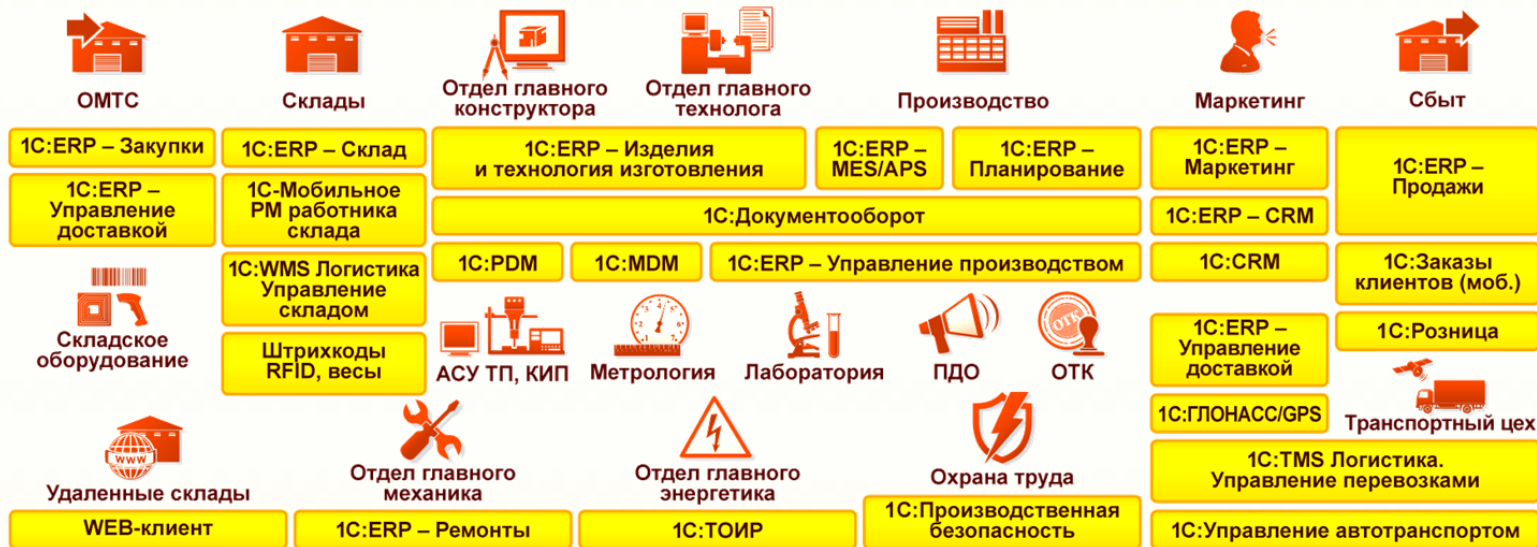 ОМТС
Склады
Отдел главного
конструктора
Отдел главного
технолога
Производство
Маркетинг
Сбыт
1С:ERP – Закупки
1С:ERP –
Управление
доставкой
Складское
оборудование
1С:ERP – Склад
1С-Мобильное
РМ работника
склада
1С:WMS Логистика
Управление
складом
Штрихкоды
RFID, весы
1С:ERP – Изделия
и технология изготовления
1С:ERP –
MES/APS
1С:ERP –
Планирование
1С:Документооборот
1С:PDM
1С:MDM
1С:ERP – Управление производством
АСУ ТП, КИП
Метрология
Лаборатория
ПДО
ОТК
ОТК
1С:ERP –
Маркетинг
1С:ERP – CRM
1С:CRM
1С:ERP –
Управление
доставкой
1С:ГЛОНАСС/GPS
1С:ERP –
Продажи
1С:Заказы
клиентов (моб.)
1С:Розница
Транспортный цех
1С:TMS Логистика.
Управление перевозками
1С:Управление автотранспортом
WWW
Удаленные склады
WEB-клиент
Отдел главного
механика
1С:ERP – Ремонты
Отдел главного
энергетика
1С:ТОИР
Охрана труда
1С:Производственная
безопасность